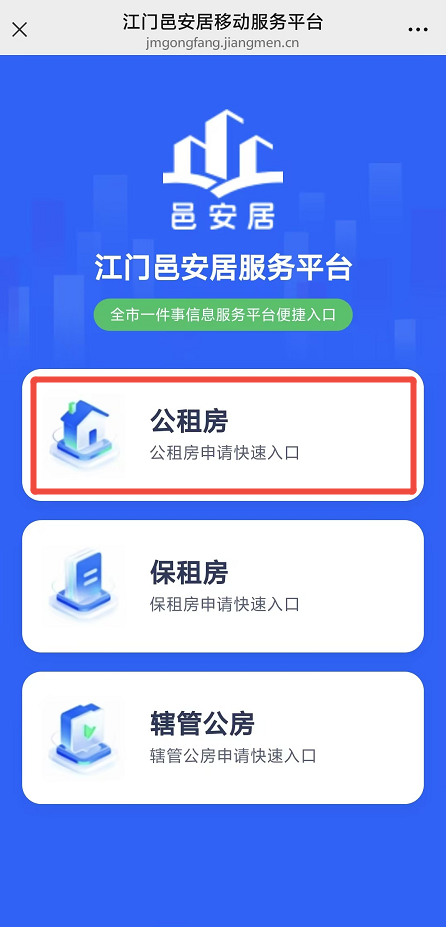 江门邑安居移动服务平台
jmgongfang.jiangmen.cn
邑安居
江门邑安居服务平台
全市一件事信息服务平台便捷入口
公租房
公租房申请快速入口
保租房
保租房申请快速入口
辖管公房
辖管公房申请快速入口